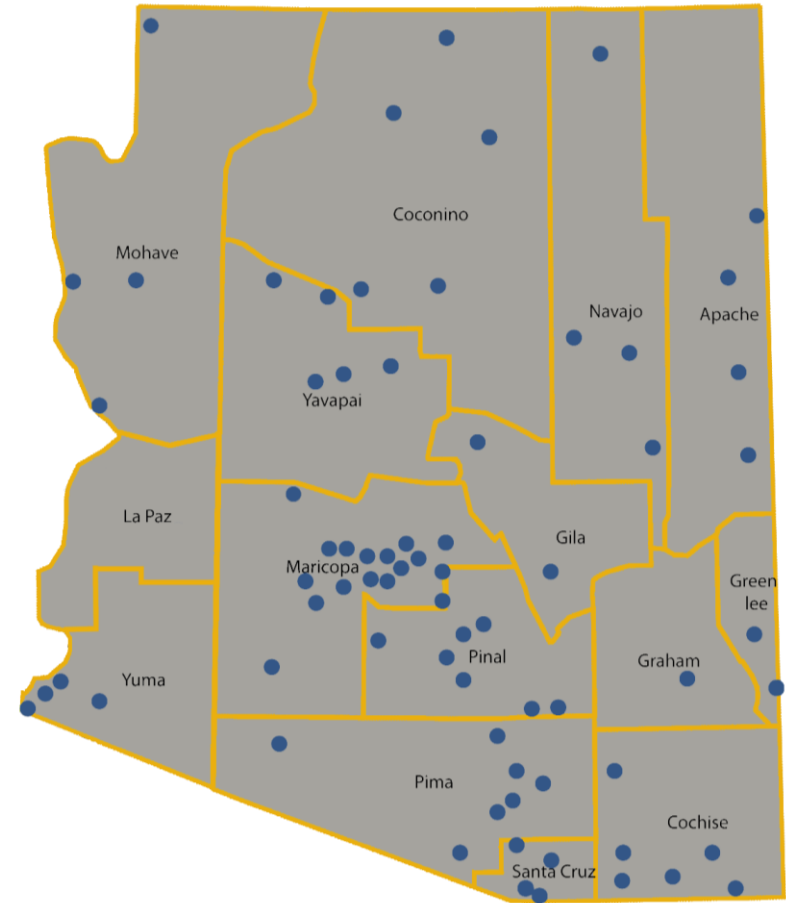 Coconino
Mohave
Navajo
Apache
Yavapai
La Paz
Gila
Maricopa
Green
lee
Pinal
Graham
Yuma
Pima
Cochise
Santa Cruz